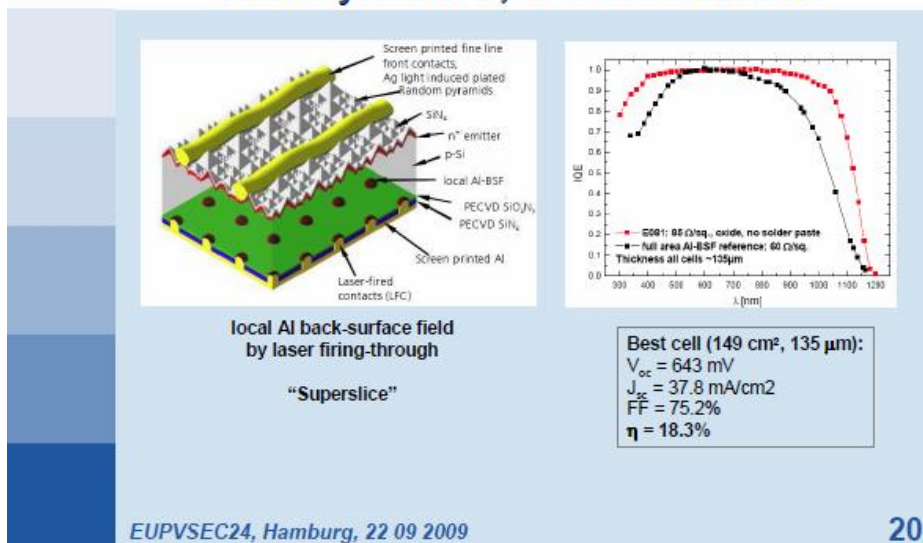 Screen printed fine line
front contacts,
Ag light induced plated
Random pyramids
SiNₓ
n⁺ emitter
p-Si
local Al-BSF
PECVD SiOₓNᵧ
PECVD SiNₓ
Screen printed Al
Laser-fired
contacts (LFC)
local Al back-surface field
by laser firing-through
“Superslice”
IQE
1.0
0.9
0.8
0.7
0.6
0.5
0.4
0.3
0.2
0.1
0.0
E081: 85 Ω/sq., oxide, no solder paste
full area Al-BSF reference: 60 Ω/sq.
Thickness all cells ~135µm
300 400 500 600 700 800 900 1000 1100 1200
λ [nm]
Best cell (149 cm², 135 µm):
Vₒc = 643 mV
Jsc = 37.8 mA/cm2
FF = 75.2%
η = 18.3%
EUPVSEC24, Hamburg, 22 09 2009
20